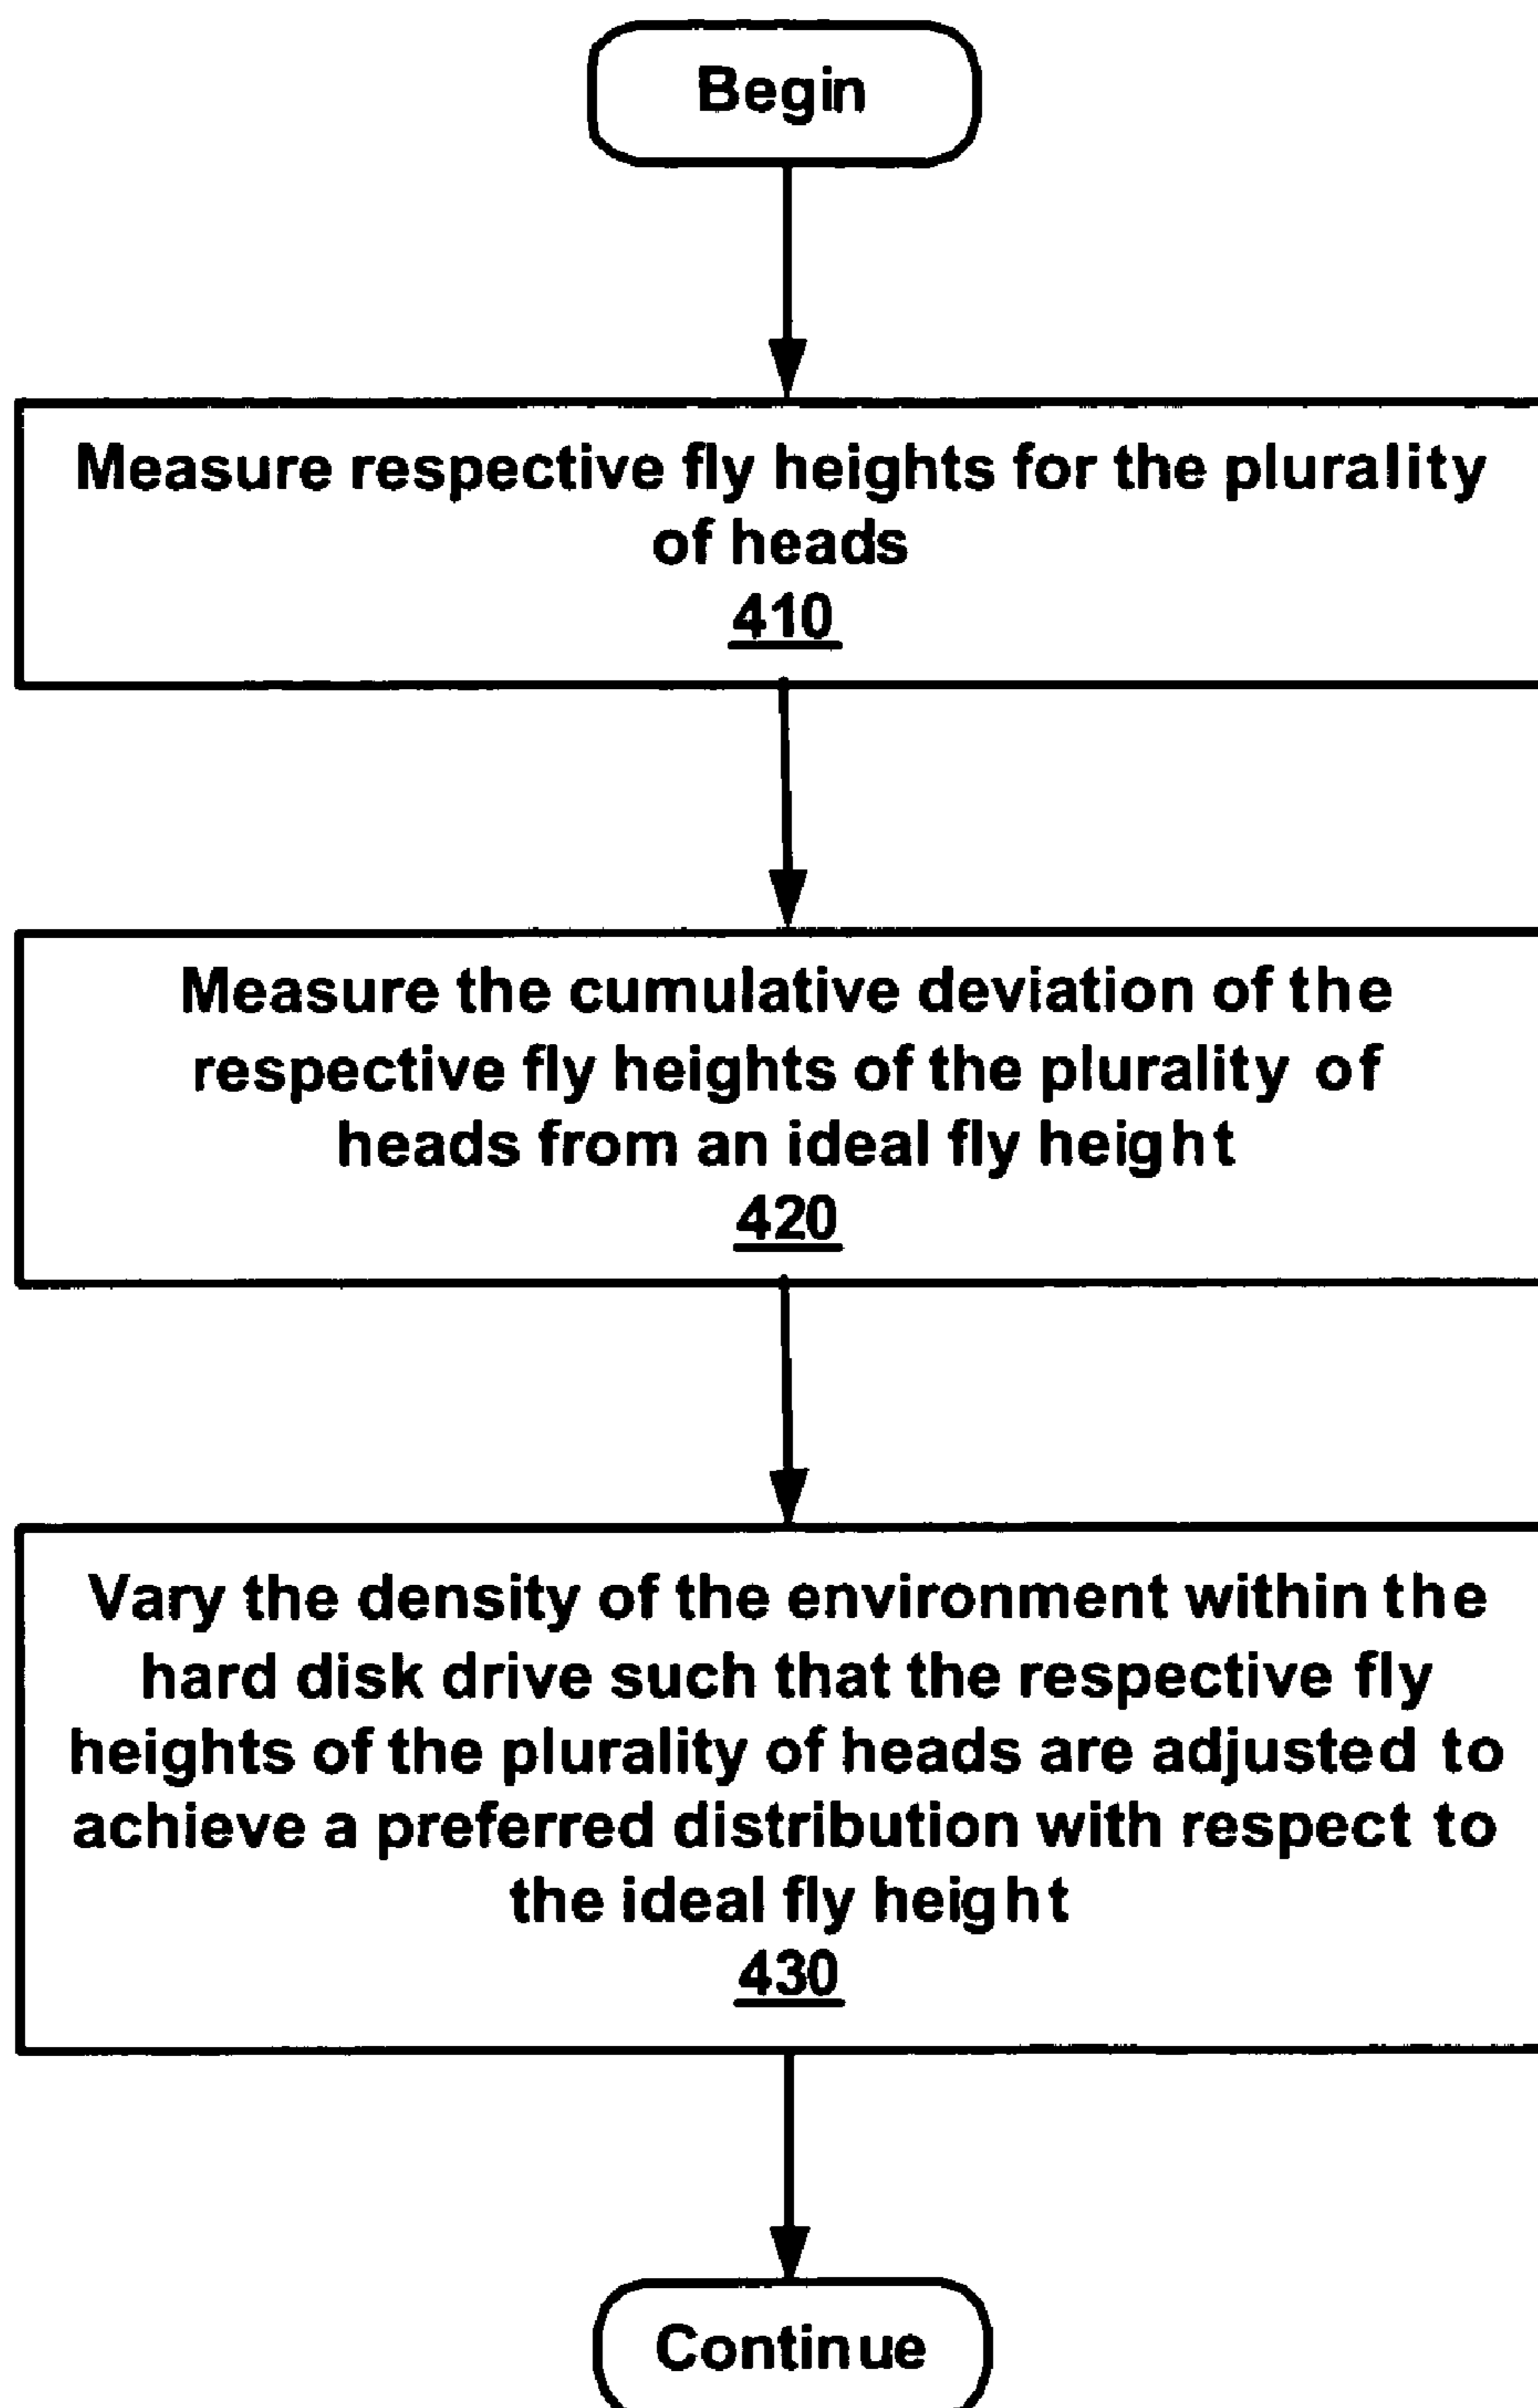 Begin
Measure respective fly heights for the plurality
of heads
410
Measure the cumulative deviation of the
respective fly heights of the plurality of
heads from an ideal fly height
420
Vary the density of the environment within the
hard disk drive such that the respective fly
heights of the plurality of heads are adjusted to
achieve a preferred distribution with respect to
the ideal fly height
430
Continue